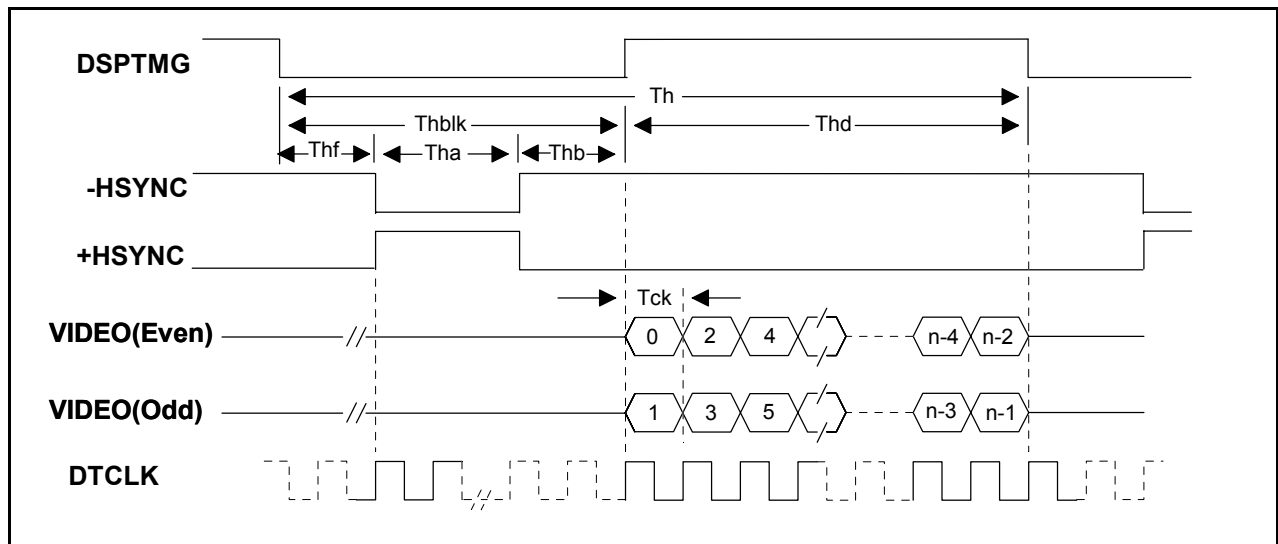 DSPTMG
Th
Thblk Thd
Thf Tha Thb
-HSYNC
+HSYNC
Tck
VIDEO(Even) 0 2 4 n-4 n-2
VIDEO(Odd) 1 3 5 n-3 n-1
DTCLK